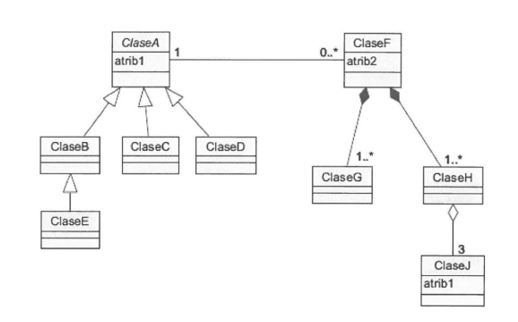 ClaseA
atrib1
1
0..*
ClaseF
atrib2
ClaseB
ClaseC
ClaseD
1..*
ClaseG
1..*
ClaseH
ClaseE
3
ClaseJ
atrib1